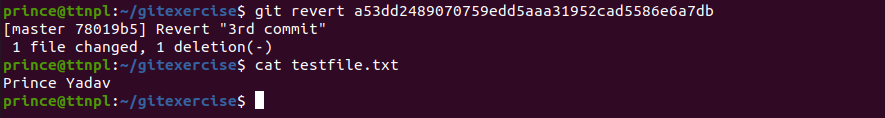 prince@ttnpl:~/gitexercise$ git revert a53dd2489070759edd5aaa31952cad5586e6a7db
[master 78019b5] Revert "3rd commit"
 1 file changed, 1 deletion(-)
prince@ttnpl:~/gitexercise$ cat testfile.txt
Prince Yadav
prince@ttnpl:~/gitexercise$